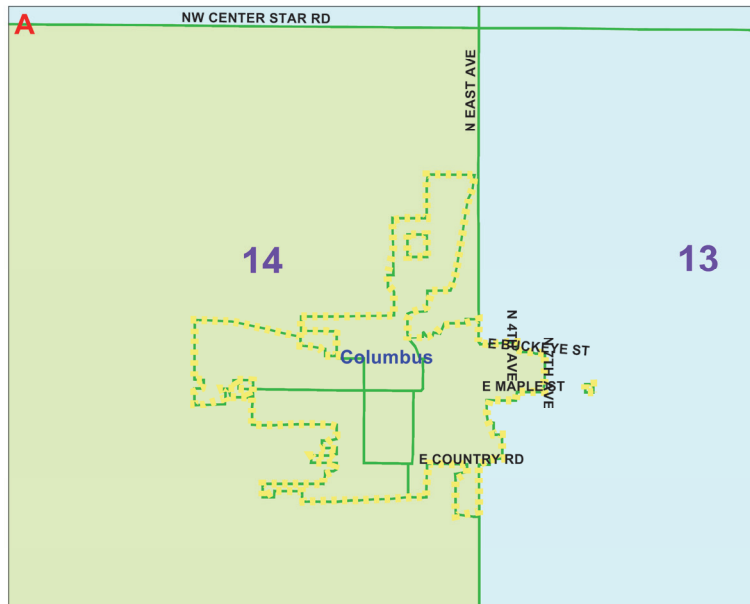 A
NW CENTER STAR RD
N EAST AVE
14
13
N 4TH AVE
E BUCKEYE ST
N 7TH AVE
Columbus
E MAPLE ST
E COUNTRY RD